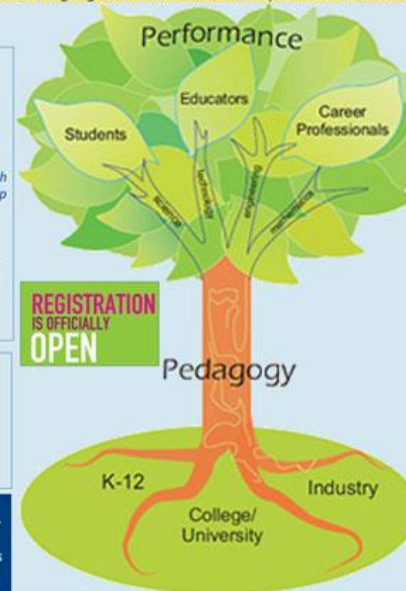 Performance
Educators
Students
Career
Professionals
science
technology
engineering
mathematics
REGISTRATION
IS OFFICIALLY
OPEN
Pedagogy
K-12
Industry
College/
University